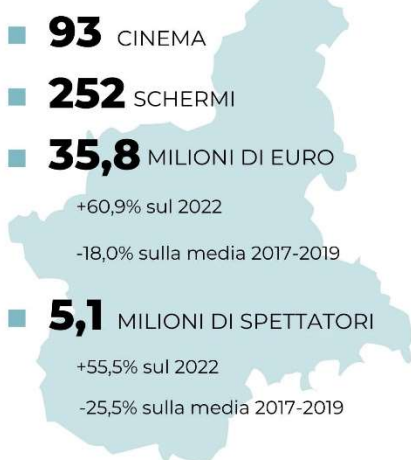 93 CINEMA
252 SCHERMI
35,8 MILIONI DI EURO
+60,9% sul 2022
-18,0% sulla media 2017-2019
5,1 MILIONI DI SPETTATORI
+55,5% sul 2022
-25,5% sulla media 2017-2019